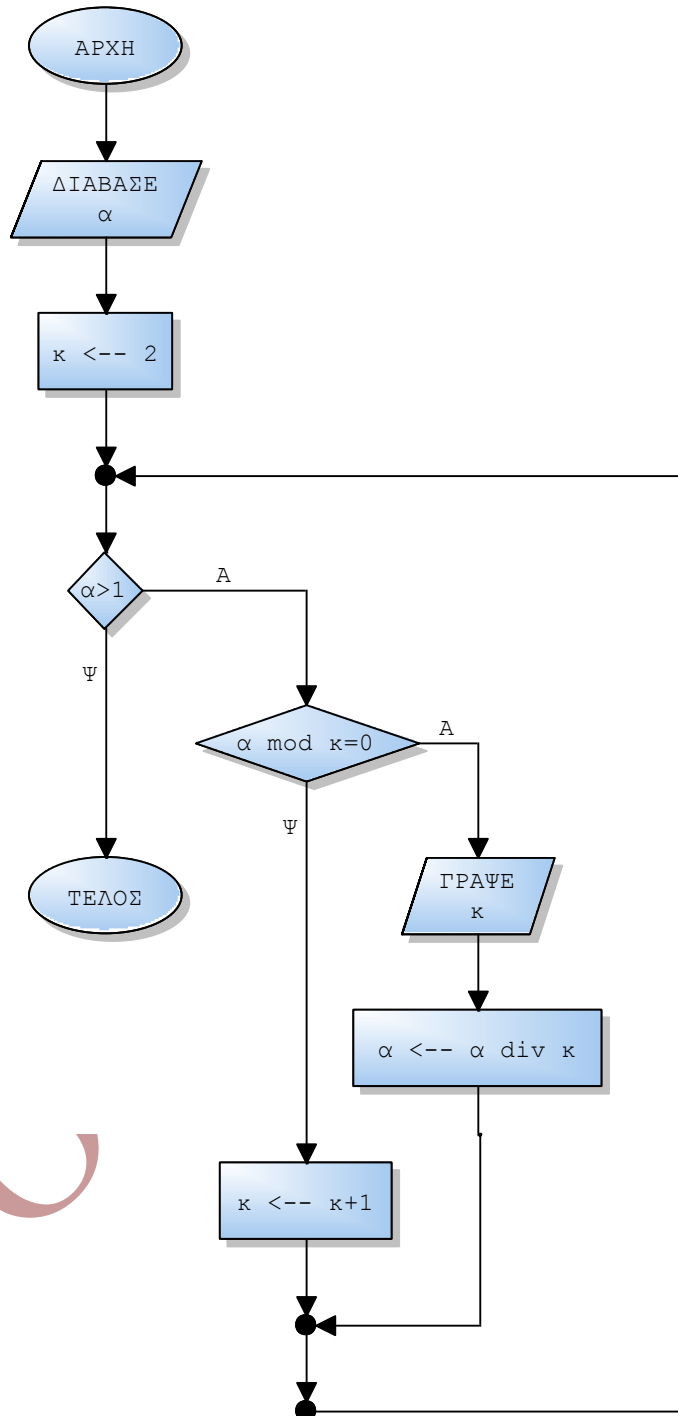 ΑΡΧΗ
ΔΙΑΒΑΣΕ
α
κ <-- 2
α>1
Α
Ψ
α mod κ=0
Α
Ψ
ΓΡΑΨΕ
κ
ΤΕΛΟΣ
α <-- α div κ
κ <-- κ+1